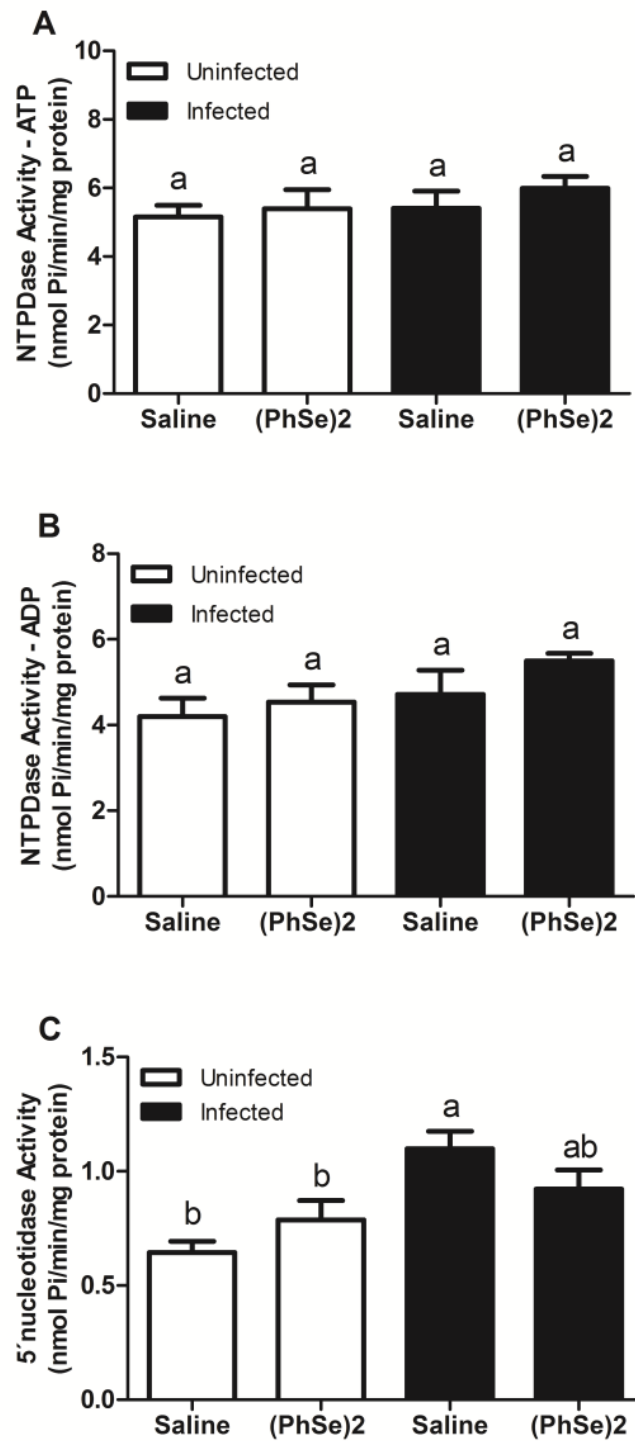 A
NTPDase Activity - ATP
(nmol Pi/min/mg protein)
10
8
6
4
2
0
Uninfected
Infected
a a a a
Saline (PhSe)2 Saline (PhSe)2
B
NTPDase Activity - ADP
(nmol Pi/min/mg protein)
8
6
4
2
0
Uninfected
Infected
a a a a
Saline (PhSe)2 Saline (PhSe)2
C
5´nucleotidase Activity
(nmol Pi/min/mg protein)
1.5
1.0
0.5
0.0
Uninfected
Infected
b b a ab
Saline (PhSe)2 Saline (PhSe)2